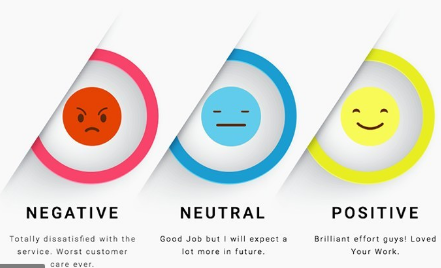 NEGATIVE
Totally dissatisfied with the
service. Worst customer
care ever.
NEUTRAL
Good Job but I will expect a
lot more in future.
POSITIVE
Brilliant effort guys! Loved
Your Work.